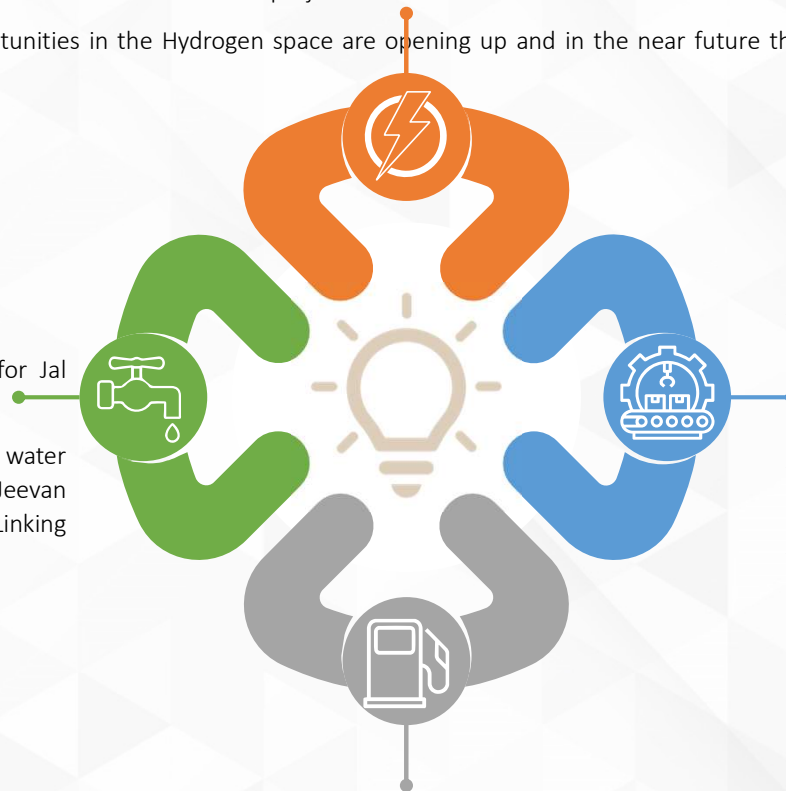 tunities in the Hydrogen space are opening up and in the near future th
for Jal
water
Jeevan
Linking